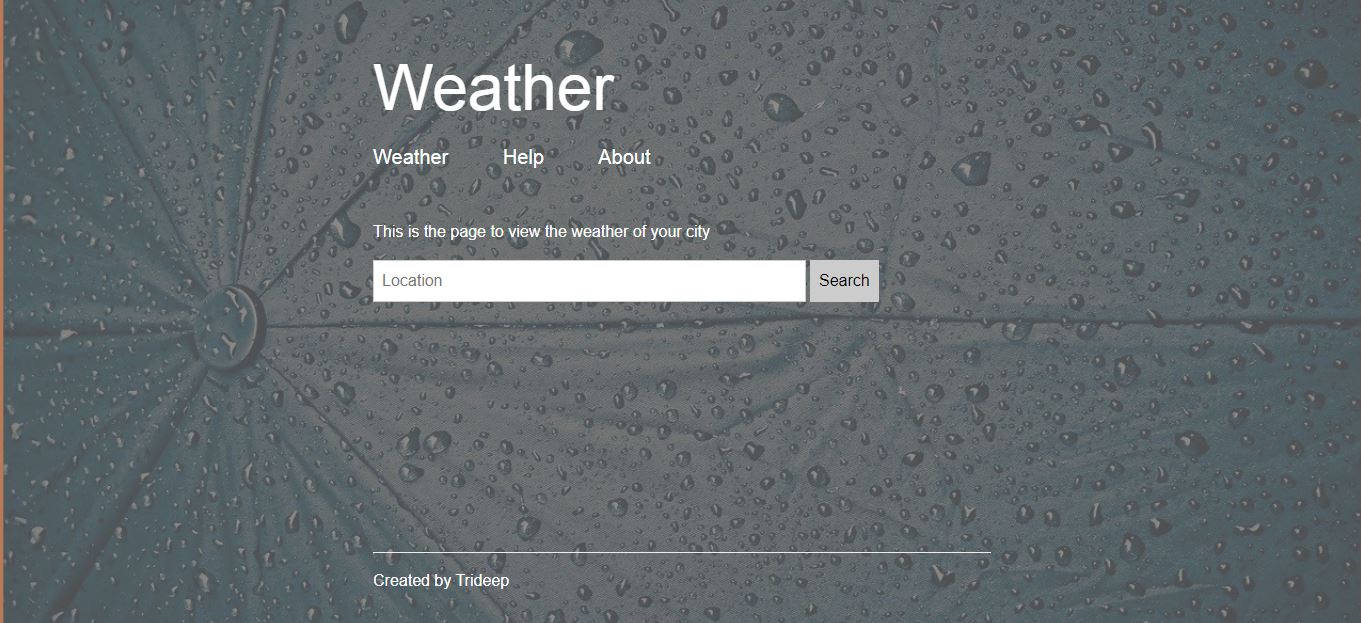 Weather
Weather Help About
This is the page to view the weather of your city
Location Search
Created by Trideep